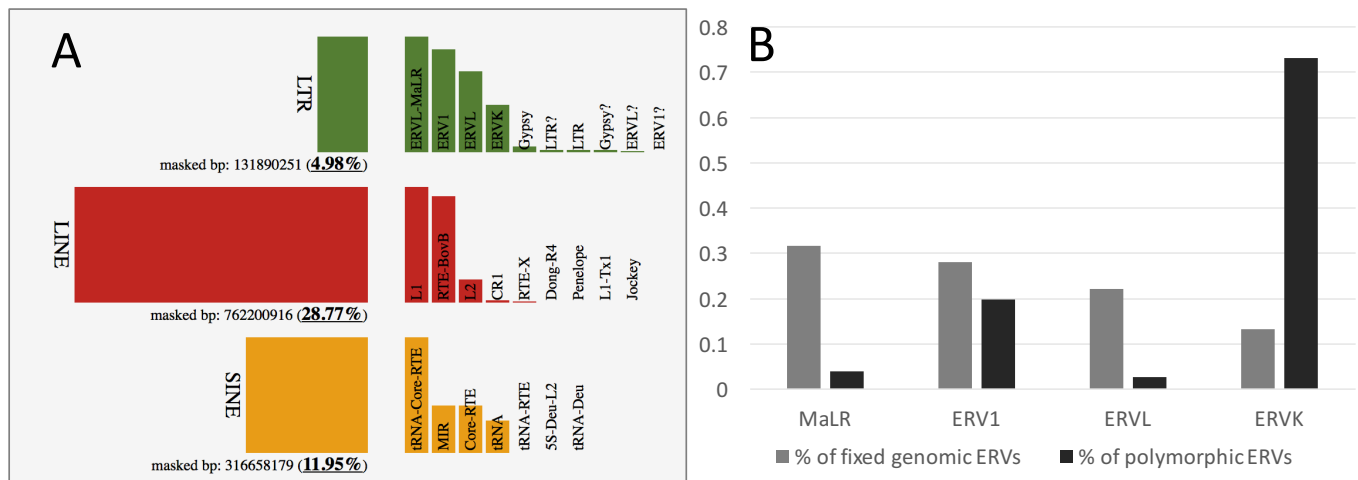 A
LTR
ERVL-MaLR
ERV1
ERVL
ERVK
Gypsy
LTR?
LTR
Gypsy?
ERVL?
ERV1?
masked bp: 131890251 (4.98%)
LINE
L1
RTE-BovB
L2
CR1
RTE-X
Dong-R4
Penelope
L1-Tx1
Jockey
masked bp: 762200916 (28.77%)
SINE
tRNA-Core-RTE
MIR
Core-RTE
tRNA
tRNA-RTE
5S-Deu-L2
tRNA-Deu
masked bp: 316658179 (11.95%)
B
0.8
0.7
0.6
0.5
0.4
0.3
0.2
0.1
0
MaLR ERV1 ERVL ERVK
% of fixed genomic ERVs % of polymorphic ERVs